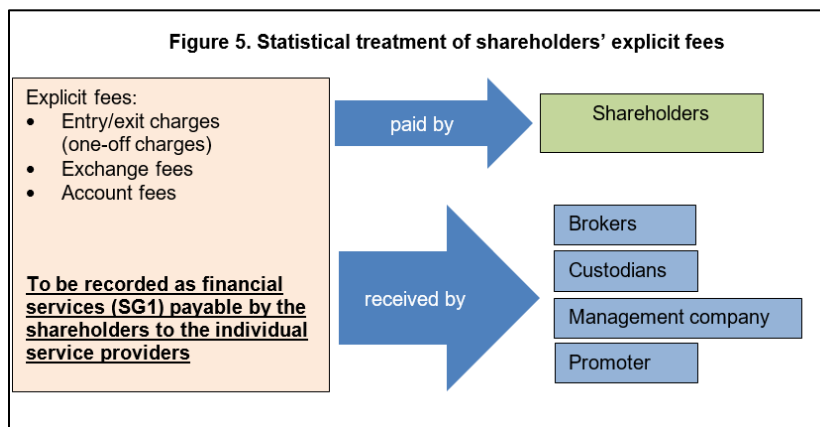 Figure 5. Statistical treatment of shareholders' explicit fees
Explicit fees:
• Entry/exit charges
(one-off charges)
• Exchange fees
• Account fees
To be recorded as financial
services (SG1) payable by the
shareholders to the individual
service providers
paid by
Shareholders
received by
Brokers
Custodians
Management company
Promoter